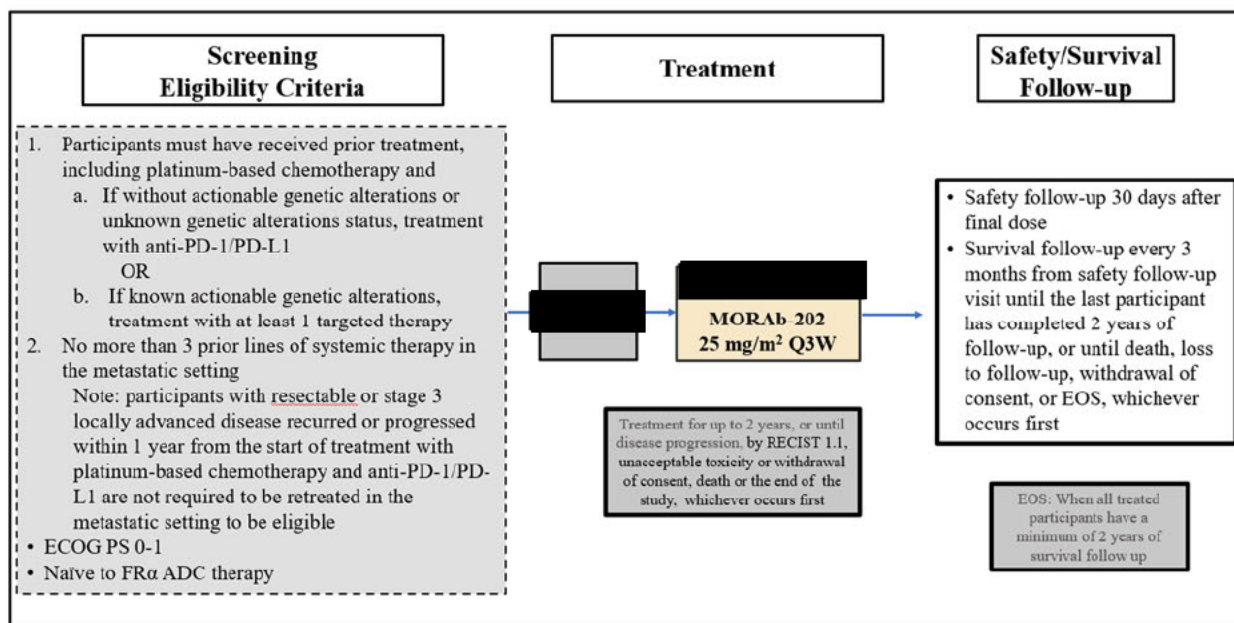 Screening
Eligibility Criteria
1. Participants must have received prior treatment,
including platinum-based chemotherapy and
a. If without actionable genetic alterations or
unknown genetic alterations status, treatment
with anti-PD-1/PD-L1
OR
b. If known actionable genetic alterations,
treatment with at least 1 targeted therapy
2. No more than 3 prior lines of systemic therapy in
the metastatic setting
Note: participants with resectable or stage 3
locally advanced disease recurred or progressed
within 1 year from the start of treatment with
platinum-based chemotherapy and anti-PD-1/PD-
L1 are not required to be retreated in the
metastatic setting to be eligible
• ECOG PS 0-1
• Naïve to FRα ADC therapy
Treatment
MORAb-202
25 mg/m² Q3W
Treatment for up to 2 years, or until
disease progression, by RECIST 1.1,
unacceptable toxicity or withdrawal
of consent, death or the end of the
study, whichever occurs first
Safety/Survival
Follow-up
• Safety follow-up 30 days after
final dose
• Survival follow-up every 3
months from safety follow-up
visit until the last participant
has completed 2 years of
follow-up, or until death, loss
to follow-up, withdrawal of
consent, or EOS, whichever
occurs first
EOS: When all treated
participants have a
minimum of 2 years of
survival follow up